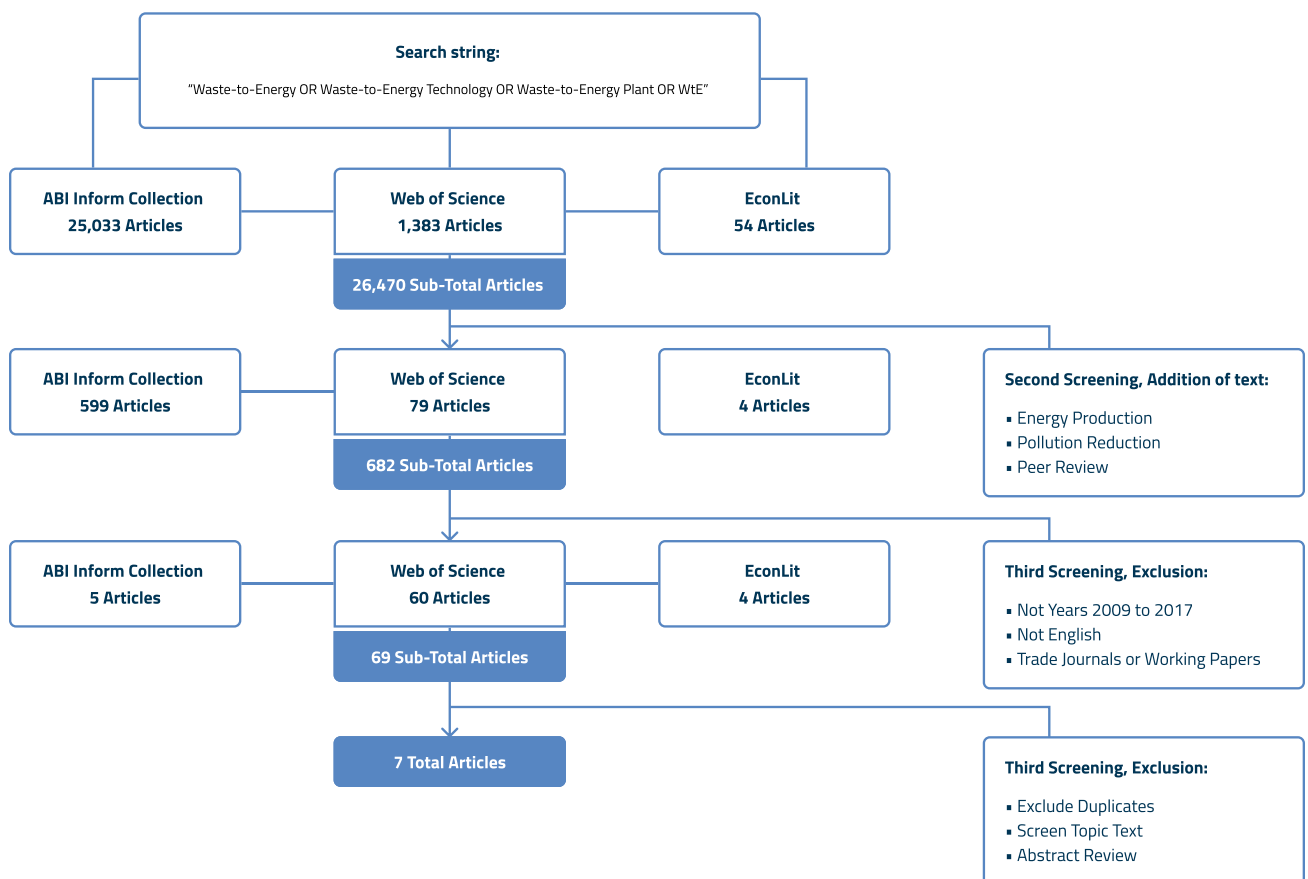 Search string:
“Waste-to-Energy OR Waste-to-Energy Technology OR Waste-to-Energy Plant OR WtE”
ABI Inform Collection
25,033 Articles
Web of Science
1,383 Articles
EconLit
54 Articles
26,470 Sub-Total Articles
ABI Inform Collection
599 Articles
Web of Science
79 Articles
EconLit
4 Articles
682 Sub-Total Articles
Second Screening, Addition of text:
▪ Energy Production
▪ Pollution Reduction
▪ Peer Review
ABI Inform Collection
5 Articles
Web of Science
60 Articles
EconLit
4 Articles
69 Sub-Total Articles
Third Screening, Exclusion:
▪ Not Years 2009 to 2017
▪ Not English
▪ Trade Journals or Working Papers
7 Total Articles
Third Screening, Exclusion:
▪ Exclude Duplicates
▪ Screen Topic Text
▪ Abstract Review